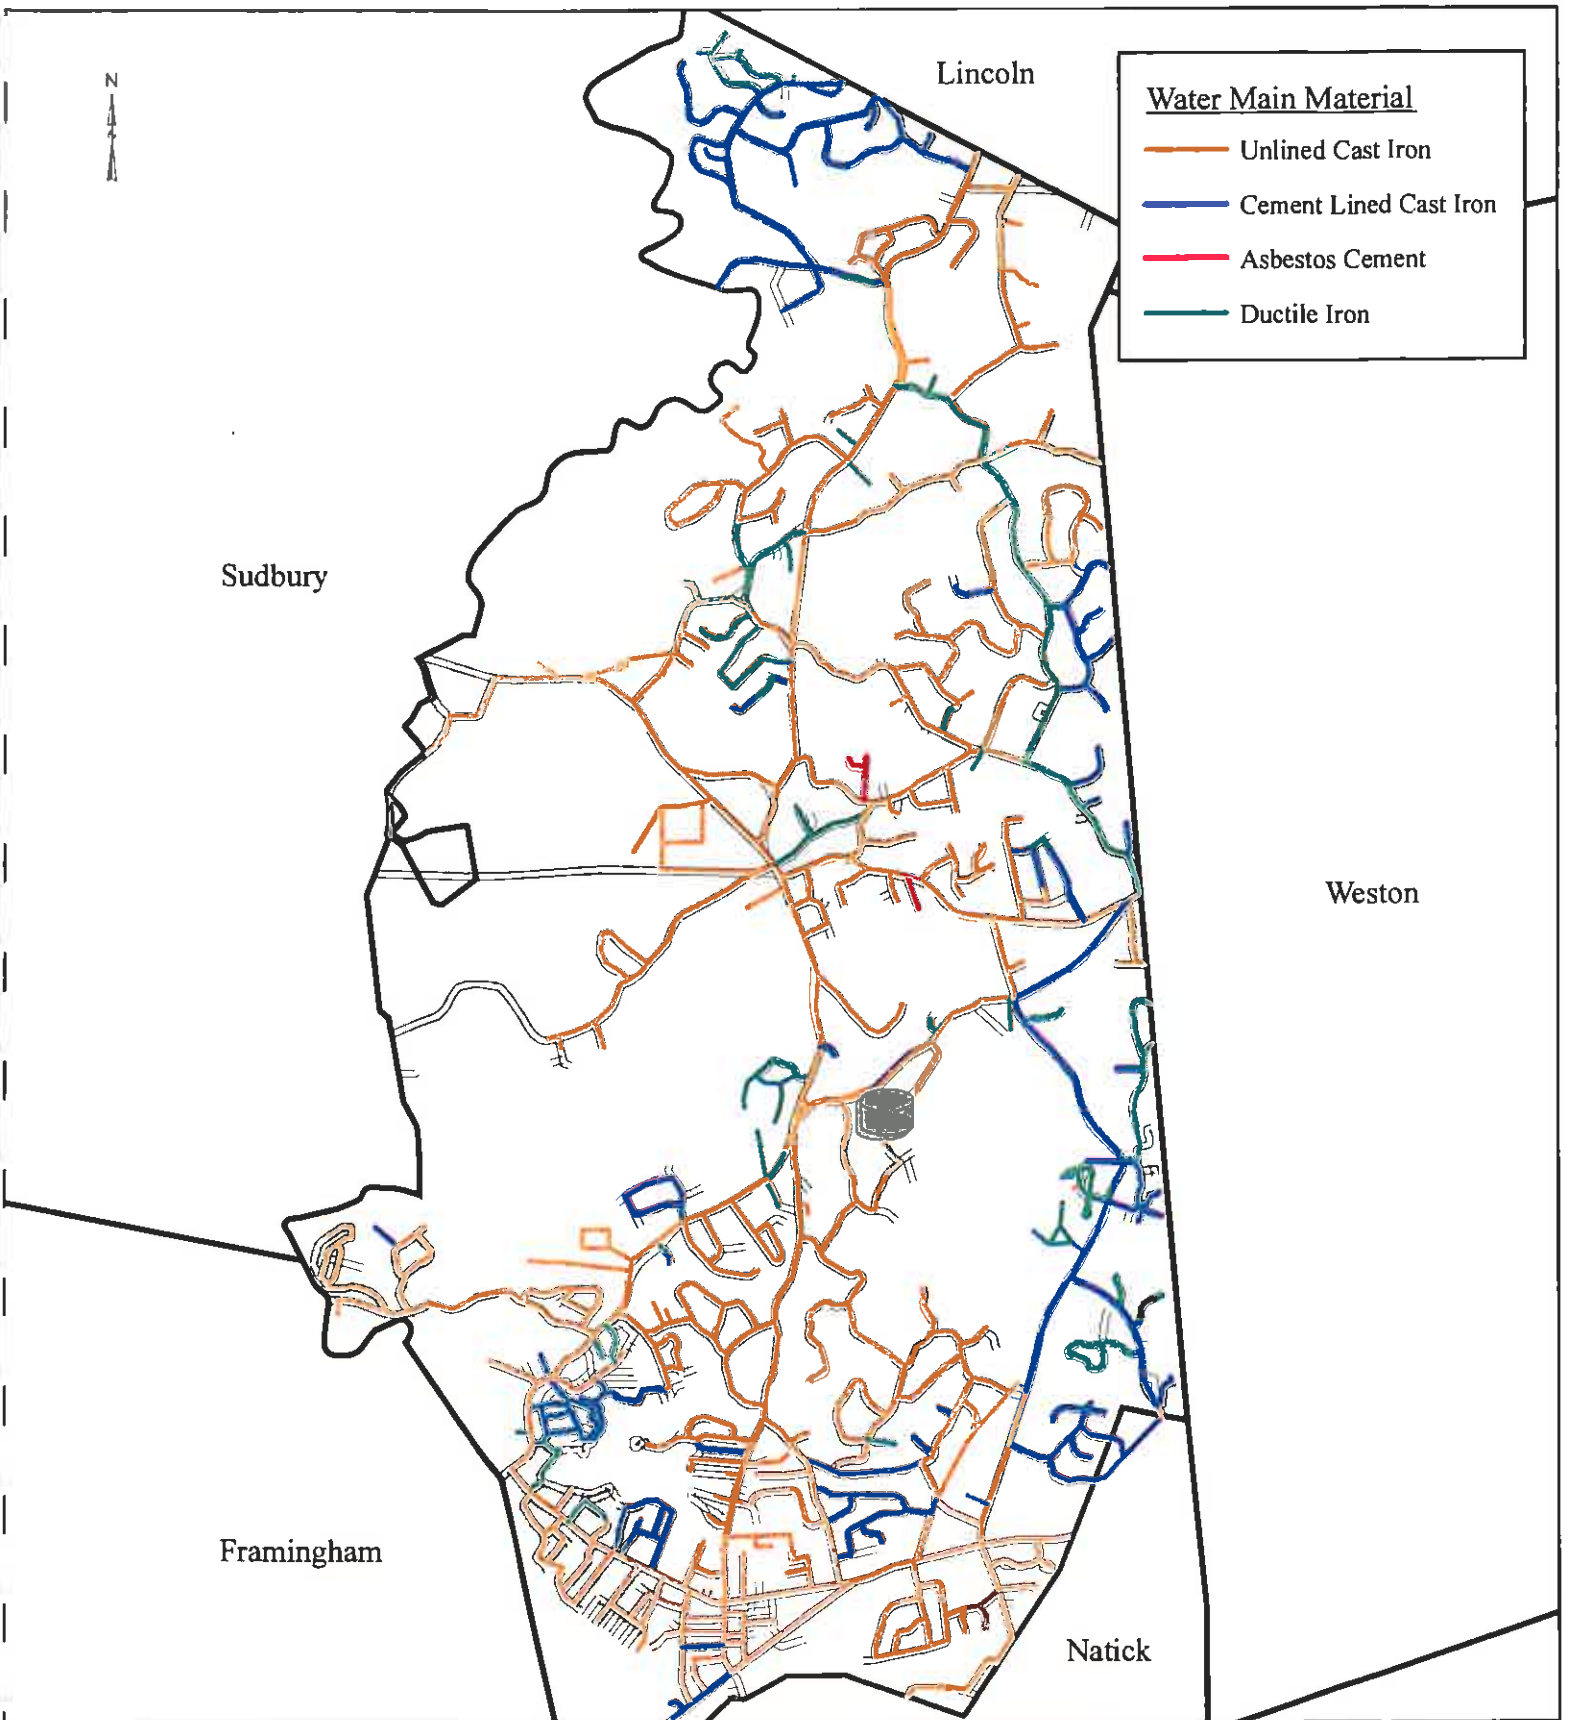 N
Lincoln
Water Main Material
Unlined Cast Iron
Cement Lined Cast Iron
Asbestos Cement
Ductile Iron
Sudbury
Weston
Framingham
Natick